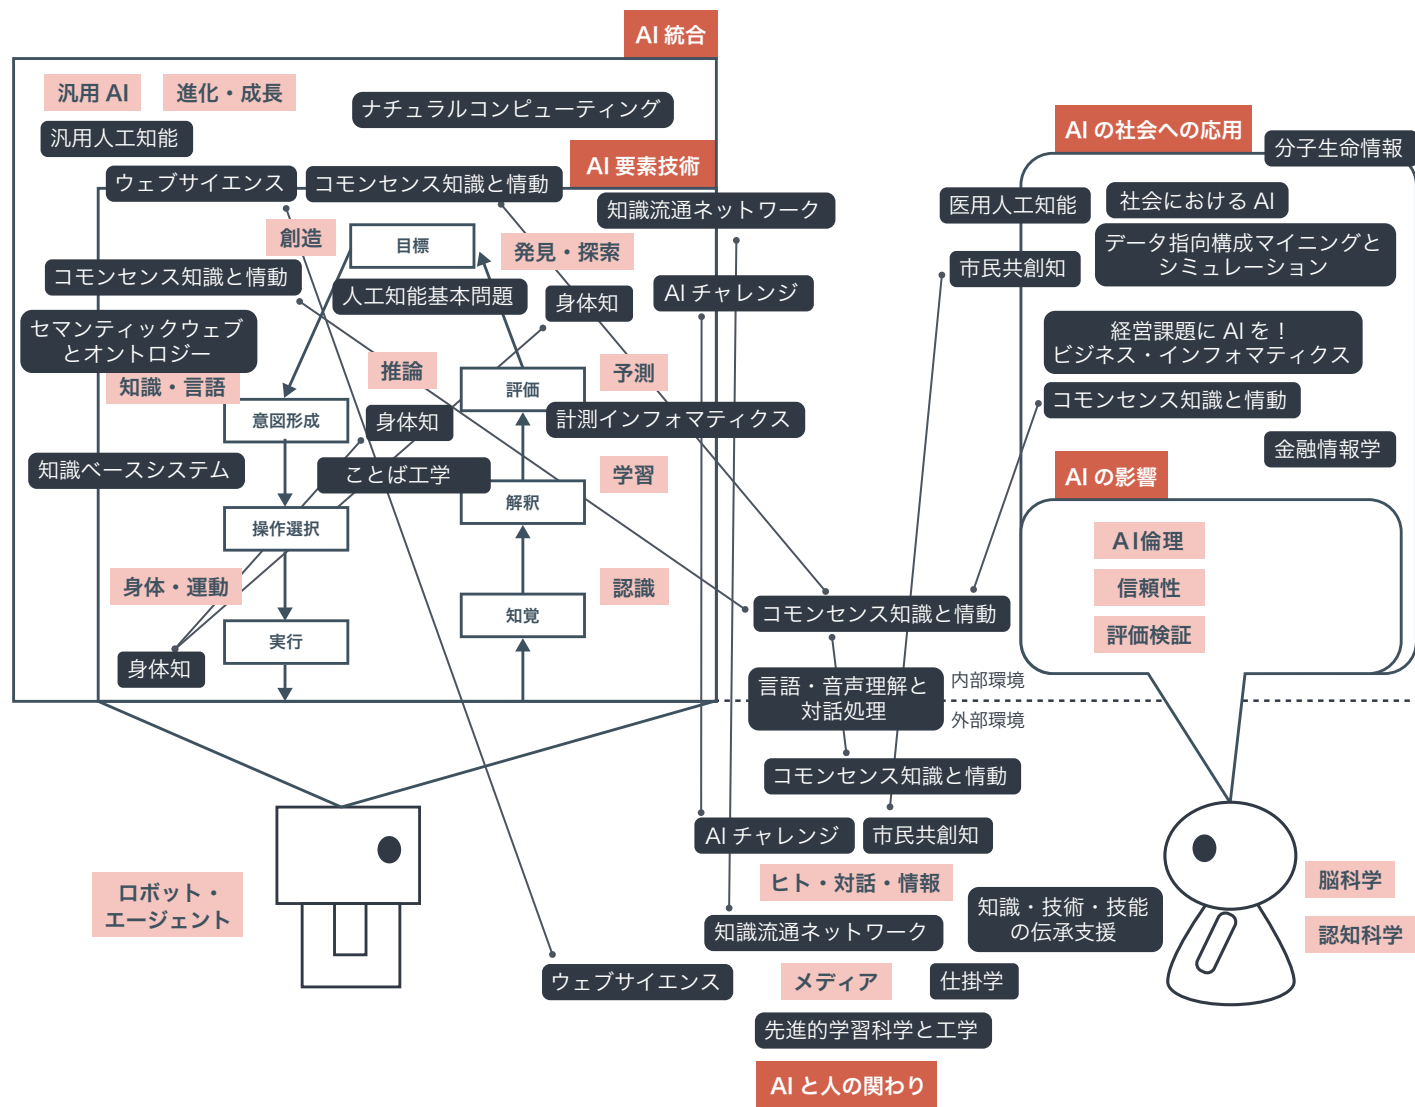 AI 統合
汎用 AI
進化・成長
ナチュラルコンピューティング
汎用人工知能
AI 要素技術
ウェブサイエンス
コモンセンス知識と情動
知識流通ネットワーク
創造
目標
発見・探索
コモンセンス知識と情動
人工知能基本問題
身体知
AI チャレンジ
セマンティックウェブ
とオントロジー
知識・言語
推論
評価
予測
意図形成
身体知
計測インフォマティクス
知識ベースシステム
ことば工学
学習
解釈
操作選択
身体・運動
認識
知覚
実行
身体知
AI の社会への応用
分子生命情報
医用人工知能
社会における AI
データ指向構成マイニングと
シミュレーション
市民共創知
経営課題に AI を！
ビジネス・インフォマティクス
コモンセンス知識と情動
金融情報学
AI の影響
AI倫理
信頼性
評価検証
コモンセンス知識と情動
言語・音声理解と
対話処理
内部環境
外部環境
コモンセンス知識と情動
AI チャレンジ
市民共創知
ヒト・対話・情報
知識・技術・技能
の伝承支援
知識流通ネットワーク
ウェブサイエンス
メディア
仕掛学
先進的学習科学と工学
AI と人の関わり
ロボット・
エージェント
脳科学
認知科学